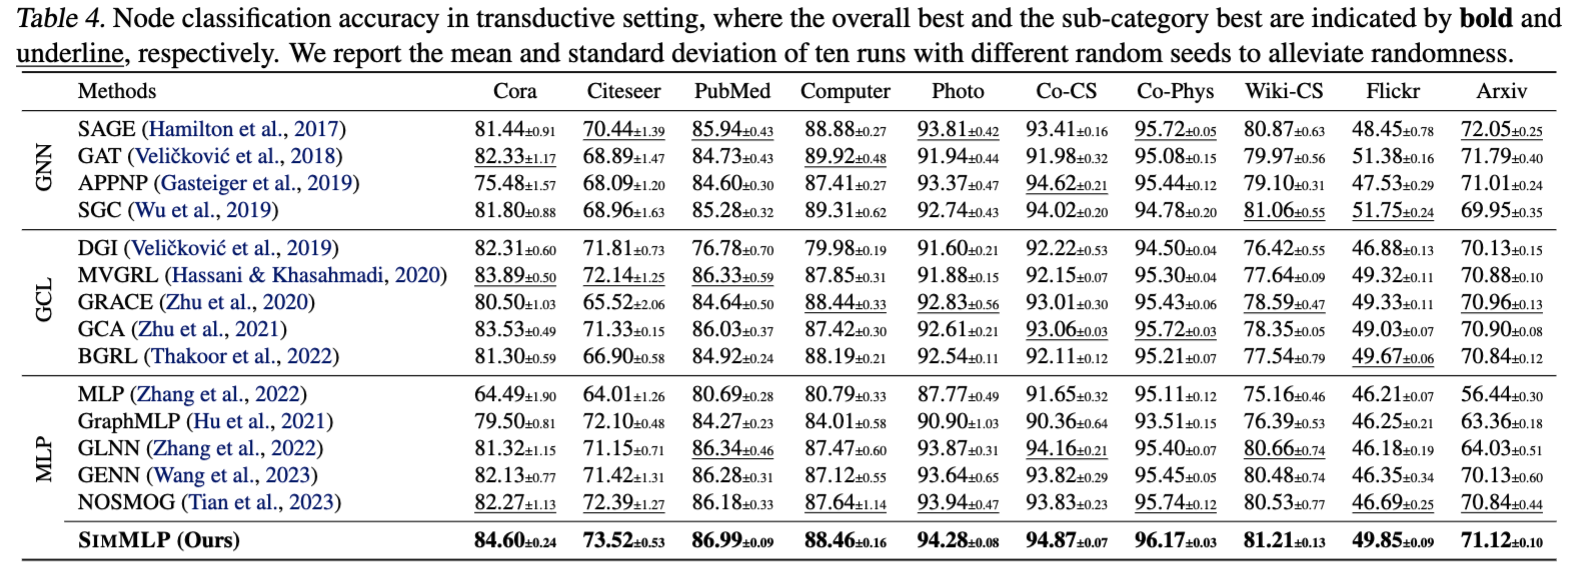 Table 4. Node classification accuracy in transductive setting, where the overall best and the sub-category best are indicated by bold and
underline, respectively. We report the mean and standard deviation of ten runs with different random seeds to alleviate randomness.
Methods Cora Citeseer PubMed Computer Photo Co-CS Co-Phys Wiki-CS Flickr Arxiv
GNN
SAGE (Hamilton et al., 2017) 81.44±0.91 70.44±1.39 85.94±0.43 88.88±0.27 93.81±0.42 93.41±0.16 95.72±0.05 80.87±0.63 48.45±0.78 72.05±0.25
GAT (Veličković et al., 2018) 82.33±1.17 68.89±1.47 84.73±0.43 89.92±0.48 91.94±0.44 91.98±0.32 95.08±0.15 79.97±0.56 51.38±0.16 71.79±0.40
APPNP (Gasteiger et al., 2019) 75.48±1.57 68.09±1.20 84.60±0.30 87.41±0.27 93.37±0.47 94.62±0.21 95.44±0.12 79.10±0.31 47.53±0.29 71.01±0.24
SGC (Wu et al., 2019) 81.80±0.88 68.96±1.63 85.28±0.32 89.31±0.62 92.74±0.43 94.02±0.20 94.78±0.20 81.06±0.55 51.75±0.24 69.95±0.35
GCL
DGI (Veličković et al., 2019) 82.31±0.60 71.81±0.73 76.78±0.70 79.98±0.19 91.60±0.21 92.22±0.53 94.50±0.04 76.42±0.55 46.88±0.13 70.13±0.15
MVGRL (Hassani & Khasahmadi, 2020) 83.89±0.50 72.14±1.25 86.33±0.59 87.85±0.31 91.88±0.15 92.15±0.07 95.30±0.04 77.64±0.09 49.32±0.11 70.88±0.10
GRACE (Zhu et al., 2020) 80.50±1.03 65.52±2.06 84.64±0.50 88.44±0.33 92.83±0.56 93.01±0.30 95.43±0.06 78.59±0.47 49.33±0.11 70.96±0.13
GCA (Zhu et al., 2021) 83.53±0.49 71.33±0.15 86.03±0.37 87.42±0.30 92.61±0.21 93.06±0.03 95.72±0.03 78.35±0.05 49.03±0.07 70.90±0.08
BGRL (Thakoor et al., 2022) 81.30±0.59 66.90±0.58 84.92±0.24 88.19±0.21 92.54±0.11 92.11±0.12 95.21±0.07 77.54±0.79 49.67±0.06 70.84±0.12
MLP
MLP (Zhang et al., 2022) 64.49±1.90 64.01±1.26 80.69±0.28 80.79±0.33 87.77±0.49 91.65±0.32 95.11±0.12 75.16±0.46 46.21±0.07 56.44±0.30
GraphMLP (Hu et al., 2021) 79.50±0.81 72.10±0.48 84.27±0.23 84.01±0.58 90.90±1.03 90.36±0.64 93.51±0.15 76.39±0.53 46.25±0.21 63.36±0.18
GLNN (Zhang et al., 2022) 81.32±1.15 71.15±0.71 86.34±0.46 87.47±0.60 93.87±0.31 94.16±0.21 95.40±0.07 80.66±0.74 46.18±0.19 64.03±0.51
GENN (Wang et al., 2023) 82.13±0.77 71.42±1.31 86.28±0.31 87.12±0.55 93.64±0.65 93.82±0.29 95.45±0.05 80.48±0.74 46.35±0.34 70.13±0.60
NOSMOG (Tian et al., 2023) 82.27±1.13 72.39±1.27 86.18±0.33 87.64±1.14 93.94±0.47 93.83±0.23 95.74±0.12 80.53±0.77 46.69±0.25 70.84±0.44
SIMMLP (Ours) 84.60±0.24 73.52±0.53 86.99±0.09 88.46±0.16 94.28±0.08 94.87±0.07 96.17±0.03 81.21±0.13 49.85±0.09 71.12±0.10